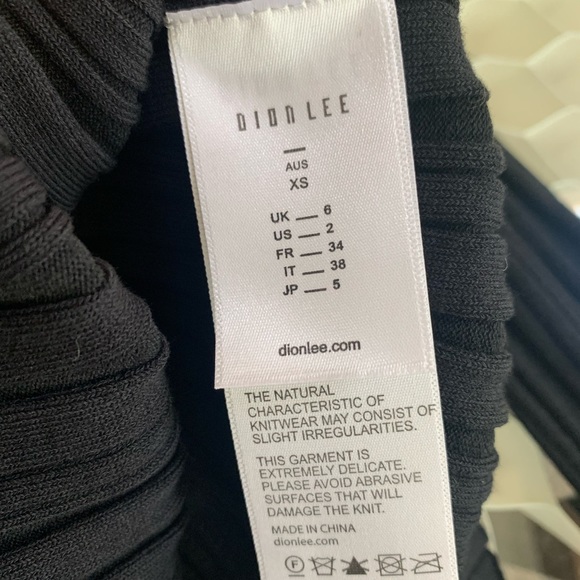 DION LEE
AUS
XS
UK — 6
US — 2
FR — 34
IT — 38
JP — 5
dionlee.com
THE NATURAL
CHARACTERISTIC OF
KNITWEAR MAY CONSIST OF
SLIGHT IRREGULARITIES.
THIS GARMENT IS
EXTREMELY DELICATE.
PLEASE AVOID ABRASIVE
SURFACES THAT WILL
DAMAGE THE KNIT.
MADE IN CHINA
dionlee.com
F